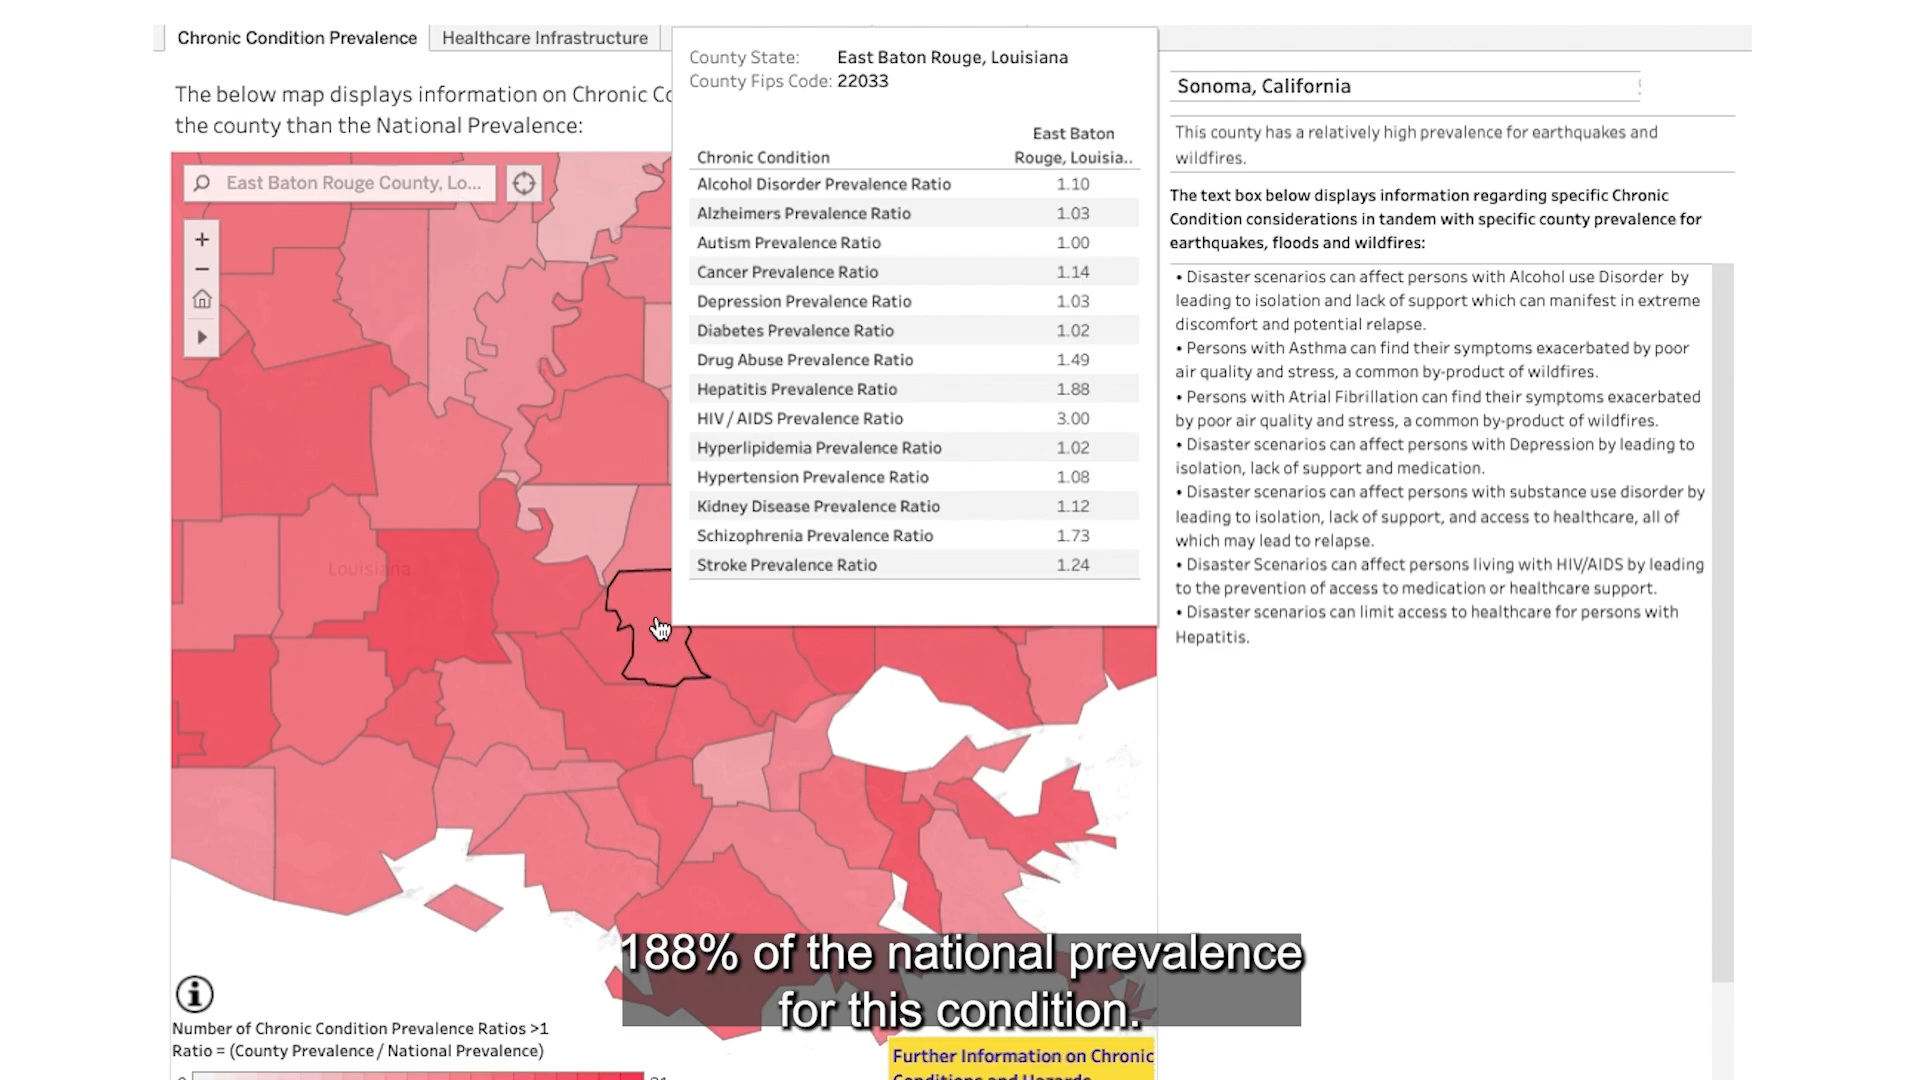 Chronic Condition Prevalence
Healthcare Infrastructure
The below map displays information on Chronic
the county than the National Prevalence:
East Baton Rouge County, Lo...
Louisiana
County State: East Baton Rouge, Louisiana
County Fips Code: 22033
East Baton
Chronic Condition Rouge, Louisia..
Alcohol Disorder Prevalence Ratio 1.10
Alzheimers Prevalence Ratio 1.03
Autism Prevalence Ratio 1.00
Cancer Prevalence Ratio 1.14
Depression Prevalence Ratio 1.03
Diabetes Prevalence Ratio 1.02
Drug Abuse Prevalence Ratio 1.49
Hepatitis Prevalence Ratio 1.88
HIV / AIDS Prevalence Ratio 3.00
Hyperlipidemia Prevalence Ratio 1.02
Hypertension Prevalence Ratio 1.08
Kidney Disease Prevalence Ratio 1.12
Schizophrenia Prevalence Ratio 1.73
Stroke Prevalence Ratio 1.24
Sonoma, California
This county has a relatively high prevalence for earthquakes and
wildfires.
The text box below displays information regarding specific Chronic
Condition considerations in tandem with specific county prevalence for
earthquakes, floods and wildfires:
• Disaster scenarios can affect persons with Alcohol use Disorder by
leading to isolation and lack of support which can manifest in extreme
discomfort and potential relapse.
• Persons with Asthma can find their symptoms exacerbated by poor
air quality and stress, a common by-product of wildfires.
• Persons with Atrial Fibrillation can find their symptoms exacerbated
by poor air quality and stress, a common by-product of wildfires.
• Disaster scenarios can affect persons with Depression by leading to
isolation, lack of support and medication.
• Disaster scenarios can affect persons with substance use disorder by
leading to isolation, lack of support, and access to healthcare, all of
which may lead to relapse.
• Disaster Scenarios can affect persons living with HIV/AIDS by leading
to the prevention of access to medication or healthcare support.
• Disaster scenarios can limit access to healthcare for persons with
Hepatitis.
188% of the national prevalence
for this condition.
Number of Chronic Condition Prevalence Ratios >1
Ratio = (County Prevalence / National Prevalence)
Further Information on Chronic
Conditions and Hazards